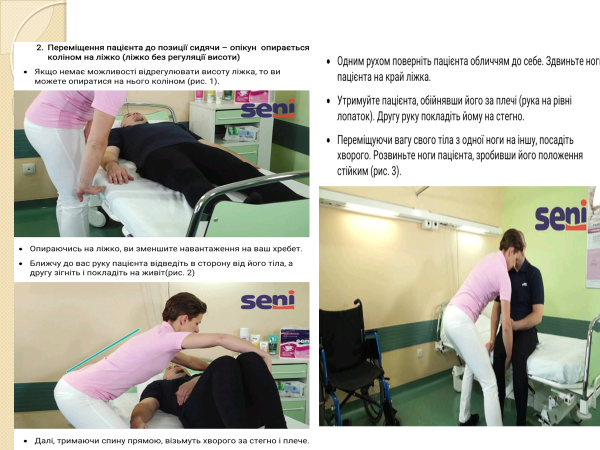 2. Переміщення пацієнта до позиції сидячи – опікун опирається
коліном на ліжко (ліжко без регуляції висоти)
• Якщо немає можливості відрегулювати висоту ліжка, то ви
можете опиратися на нього коліном (рис. 1).
seni
• Опираючись на ліжко, ви зменшите навантаження на ваш хребет.
• Ближчу до вас руку пацієнта відведіть в сторону від його тіла, а
другу зігніть і покладіть на живіт(рис. 2)
seni
• Далі, тримаючи спину прямою, візьмуть хворого за стегно і плече.
• Одним рухом поверніть пацієнта обличчям до себе. Здвиньте ноги
пацієнта на край ліжка.
• Утримуйте пацієнта, обійнявши його за плечі (рука на рівні
лопаток). Другу руку покладіть йому на стегно.
• Переміщуючи вагу свого тіла з одної ноги на іншу, посадіть
хворого. Розвиньте ноги пацієнта, зробивши його положення
стійким (рис. 3).
seni